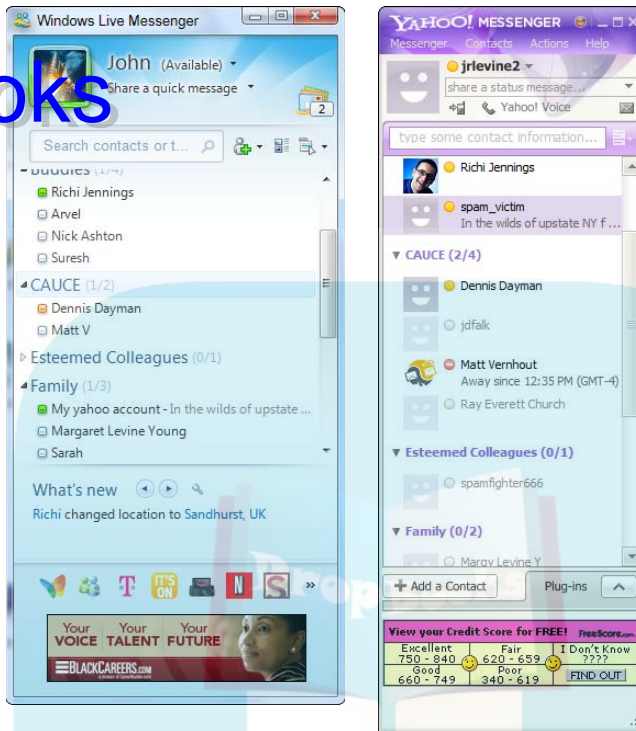 Windows Live Messenger
John (Available)
Share a quick message
oks
2
Search contacts or t...
Buddies (1/4)
Richi Jennings
Arvel
Nick Ashton
Suresh
CAUCE (1/2)
Dennis Dayman
Matt V
Esteemed Colleagues (0/1)
Family (1/3)
My yahoo account - In the wilds of upstate ...
Margaret Levine Young
Sarah
What's new
Richi changed location to Sandhurst, UK
T IT'S ON N S »
Your Your Your
VOICE TALENT FUTURE
BLACKCAREERS.COM
YAHOO! MESSENGER
Messenger Contacts Actions Help
jrlevine2
share a status message...
Yahoo! Voice
type some contact information...
Richi Jennings
spam_victim
In the wilds of upstate NY f ...
CAUCE (2/4)
Dennis Dayman
jdfalk
Matt Vernhout
Away since 12:35 PM (GMT-4)
Ray Everett Church
Esteemed Colleagues (0/1)
spamfighter666
Family (0/2)
Margy Levine Y
+ Add a Contact Plug-ins
View your Credit Score for FREE! FreeScore.com
Excellent Fair I Don't Know
750 - 840 620 - 659 ????
Good Poor
660 - 749 340 - 619 FIND OUT